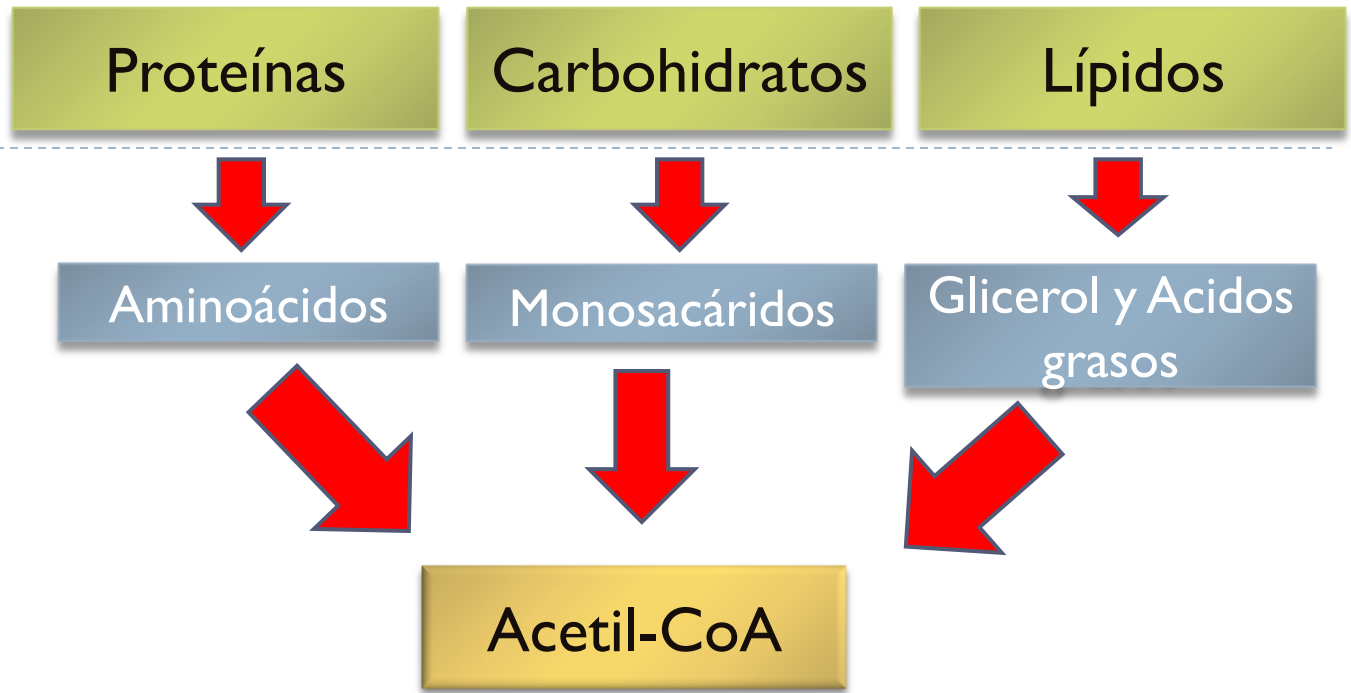 Proteínas
Carbohidratos
Lípidos
Aminoácidos
Monosacáridos
Glicerol y Acidos
grasos
Acetil-CoA